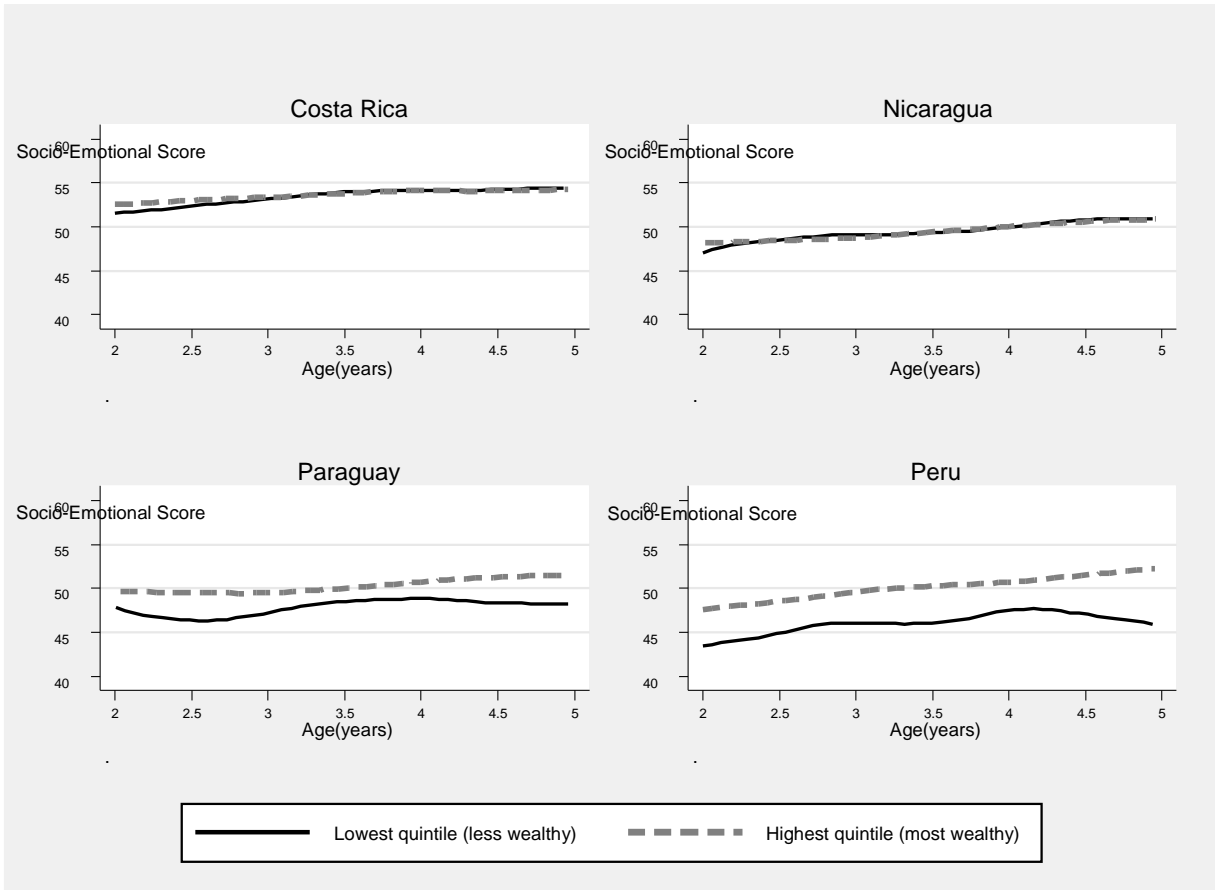 Costa Rica
60
Socio-Emotional Score
55
50
45
40
2 2.5 3 3.5 4 4.5 5
Age(years)
.
Nicaragua
60
Socio-Emotional Score
55
50
45
40
2 2.5 3 3.5 4 4.5 5
Age(years)
.
Paraguay
60
Socio-Emotional Score
55
50
45
40
2 2.5 3 3.5 4 4.5 5
Age(years)
.
Peru
60
Socio-Emotional Score
55
50
45
40
2 2.5 3 3.5 4 4.5 5
Age(years)
.
Lowest quintile (less wealthy) Highest quintile (most wealthy)